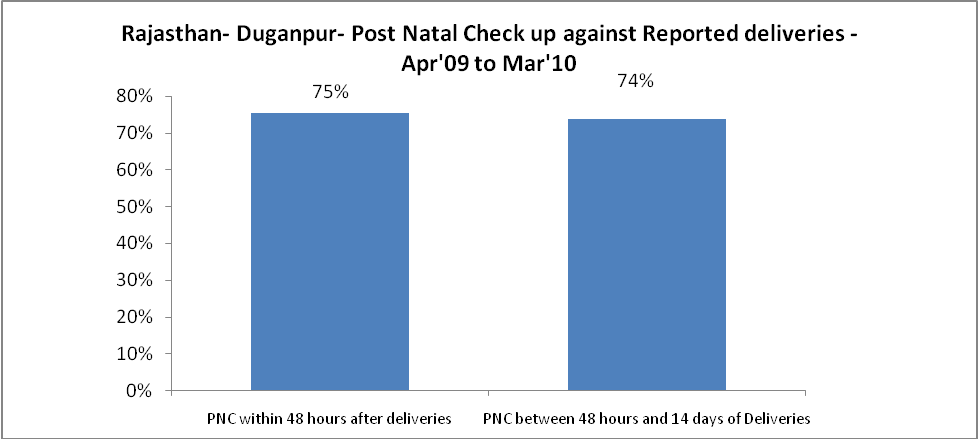 Rajasthan- Duganpur- Post Natal Check up against Reported deliveries -
Apr'09 to Mar'10
75%
74%
80%
70%
60%
50%
40%
30%
20%
10%
0%
PNC within 48 hours after deliveries
PNC between 48 hours and 14 days of Deliveries